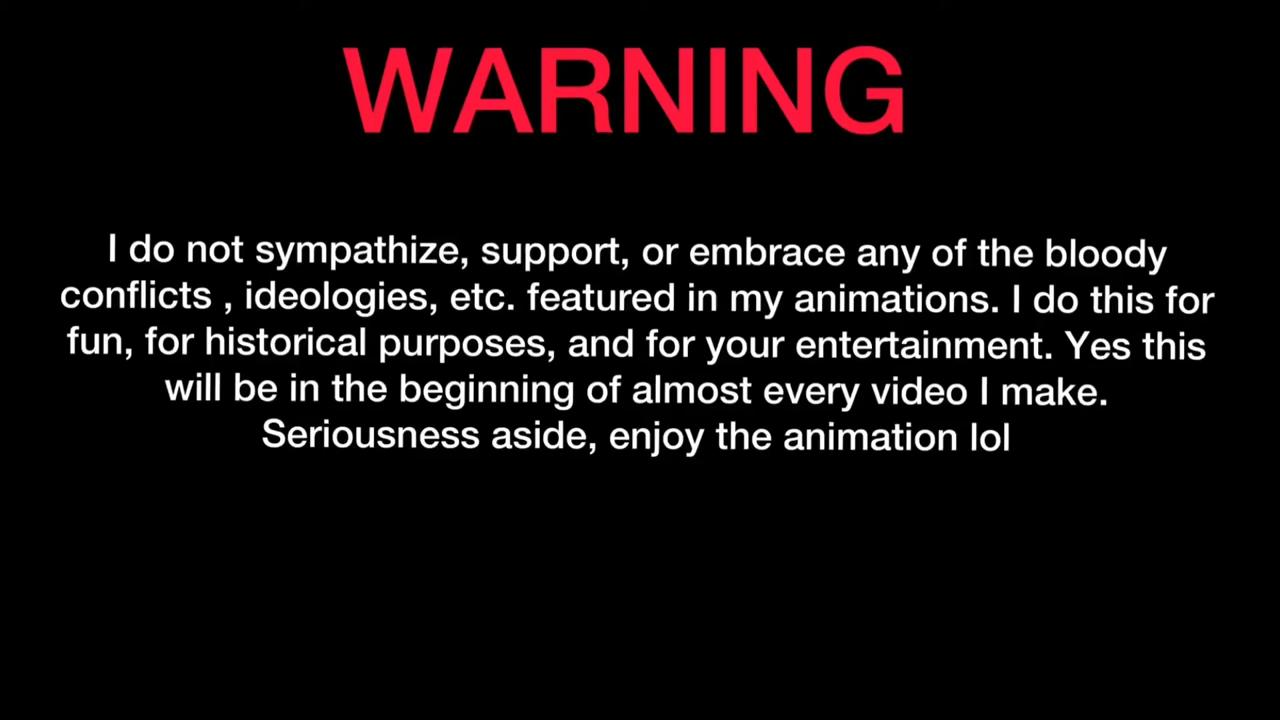 WARNING
I do not sympathize, support, or embrace any of the bloody
conflicts , ideologies, etc. featured in my animations. I do this for
fun, for historical purposes, and for your entertainment. Yes this
will be in the beginning of almost every video I make.
Seriousness aside, enjoy the animation lol